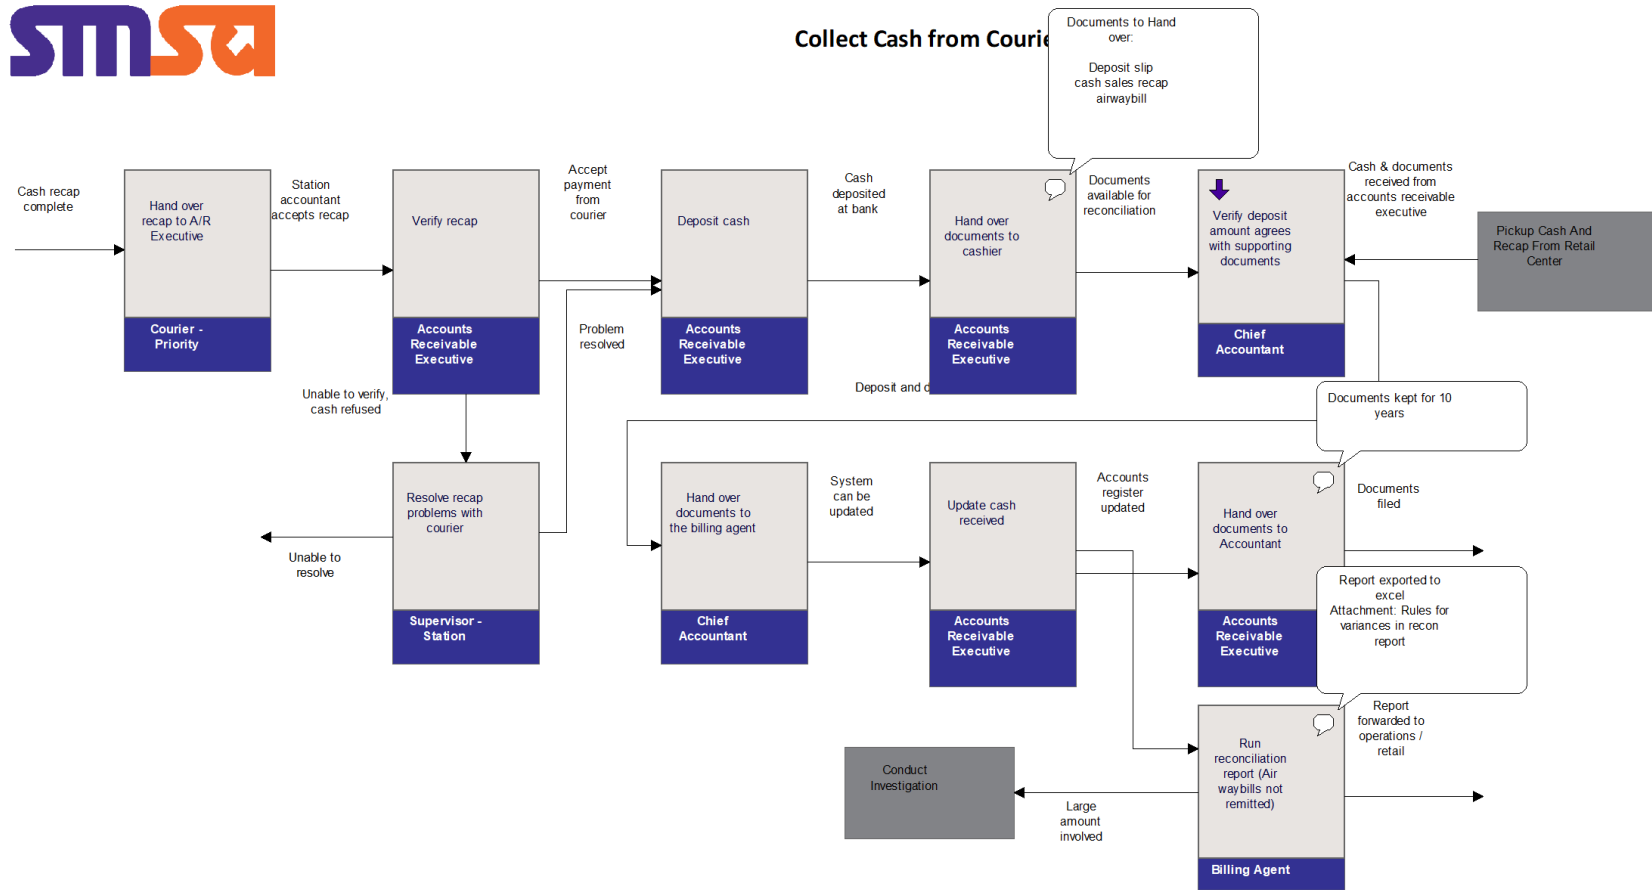 smsa
Collect Cash from
Documents to Hand
over:
Deposit slip
cash sales recap
airwaybill
Cash recap
complete
Hand over
recap to A/R
Executive
Courier -
Priority
Station
accountant
accepts recap
Verify recap
Accounts
Receivable
Executive
Accept
payment
from
courier
Deposit cash
Accounts
Receivable
Executive
Cash
deposited
at bank
Hand over
documents to
cashier
Accounts
Receivable
Executive
Documents
available for
reconciliation
Verify deposit
amount agrees
with supporting
documents
Chief
Accountant
Cash & documents
received from
accounts receivable
executive
Pickup Cash And
Recap From Retail
Center
Problem
resolved
Unable to verify,
cash refused
Deposit and
Documents kept for 10
years
Resolve recap
problems with
courier
Supervisor -
Station
Unable to
resolve
Hand over
documents to
the billing agent
Chief
Accountant
System
can be
updated
Update cash
received
Accounts
Receivable
Executive
Accounts
register
updated
Hand over
documents to
Accountant
Accounts
Receivable
Executive
Documents
filed
Report exported to
excel
Attachment: Rules for
variances in recon
report
Run
reconciliation
report (Air
waybills not
remitted)
Billing Agent
Report
forwarded to
operations /
retail
Large
amount
involved
Conduct
Investigation